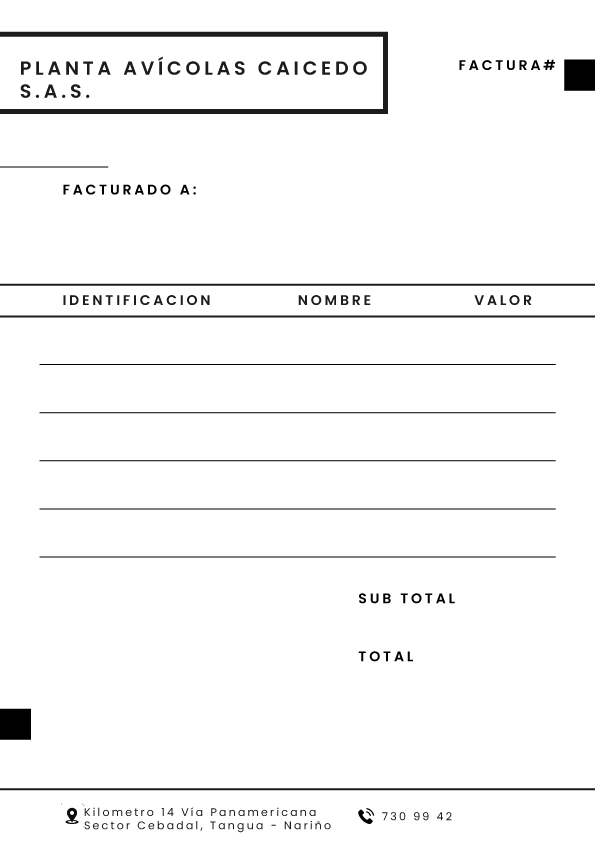 PLANTA AVÍCOLAS CAICEDO
S.A.S.
FACTURA#
FACTURADO A:
IDENTIFICACION NOMBRE VALOR
SUB TOTAL
TOTAL
Kilometro 14 Vía Panamericana
Sector Cebadal, Tangua - Nariño
730 99 42